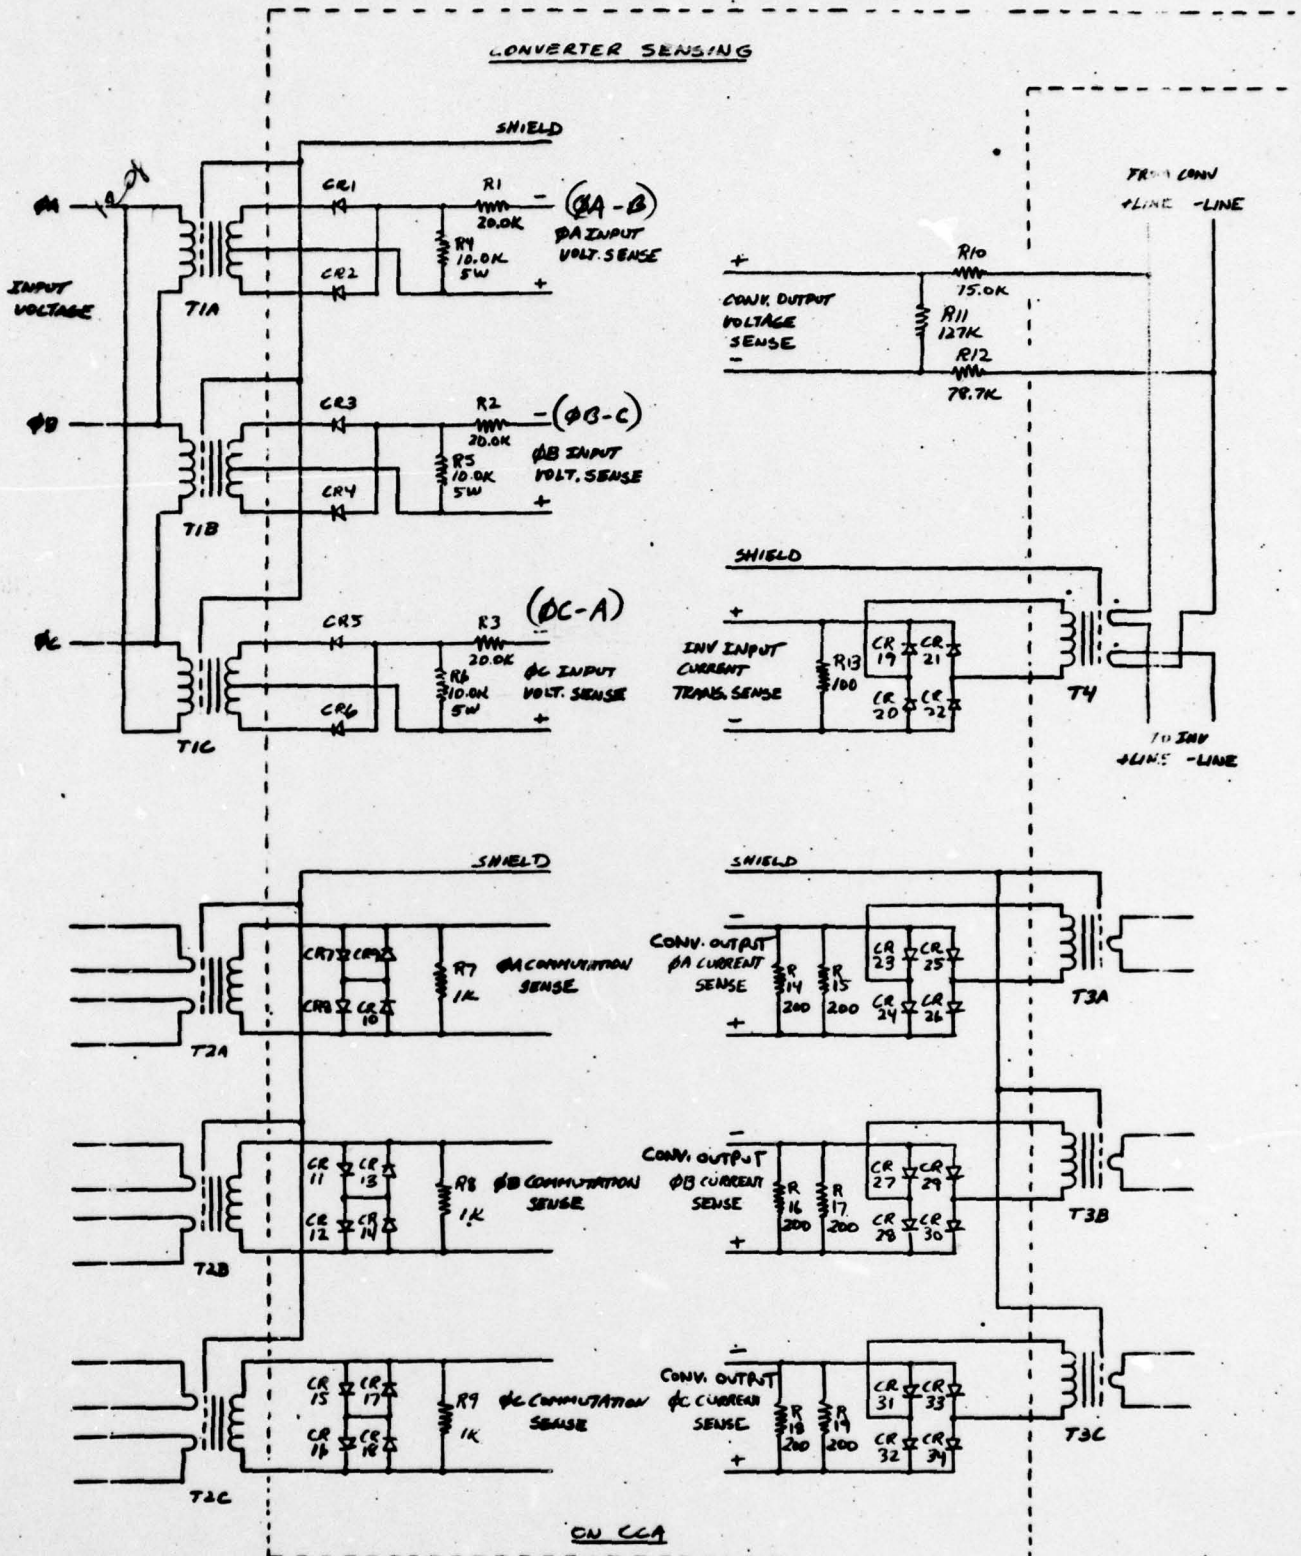 CONVERTER SENSING
SHIELD
ØA
INPUT
VOLTAGE
T1A
CR1
CR2
R1
20.0K
R4
10.0K
5W
-
(ØA-B)
ØA INPUT
VOLT. SENSE
+
ØB
T1B
CR3
CR4
R2
20.0K
R5
10.0K
5W
-
(ØB-C)
ØB INPUT
VOLT. SENSE
+
ØC
T1C
CR5
CR6
R3
20.0K
R6
10.0K
5W
(ØC-A)
-
ØC INPUT
VOLT. SENSE
+
FROM CONV
+LINE -LINE
+
CONV. OUTPUT
VOLTAGE
SENSE
-
R10
75.0K
R11
127K
R12
78.7K
SHIELD
+
INV INPUT
CURRENT
TRANS. SENSE
-
R13
100
CR
19
CR
21
CR
20
CR
22
T4
TO INV
+LINE -LINE
SHIELD
T2A
CR7
CR9
CR8
CR
10
R7
1K
ØA COMMUTATION
SENSE
T2B
CR
11
CR
13
CR
12
CR
14
R8
1K
ØB COMMUTATION
SENSE
T2C
CR
15
CR
17
CR
16
CR
18
R9
1K
ØC COMMUTATION
SENSE
SHIELD
-
CONV. OUTPUT
ØA CURRENT
SENSE
+
R
14
200
R
15
200
CR
23
CR
25
CR
24
CR
26
T3A
-
CONV. OUTPUT
ØB CURRENT
SENSE
+
R
16
200
R
17
200
CR
27
CR
29
CR
28
CR
30
T3B
-
CONV. OUTPUT
ØC CURRENT
SENSE
+
R
18
200
R
19
200
CR
31
CR
33
CR
32
CR
34
T3C
ON CCA